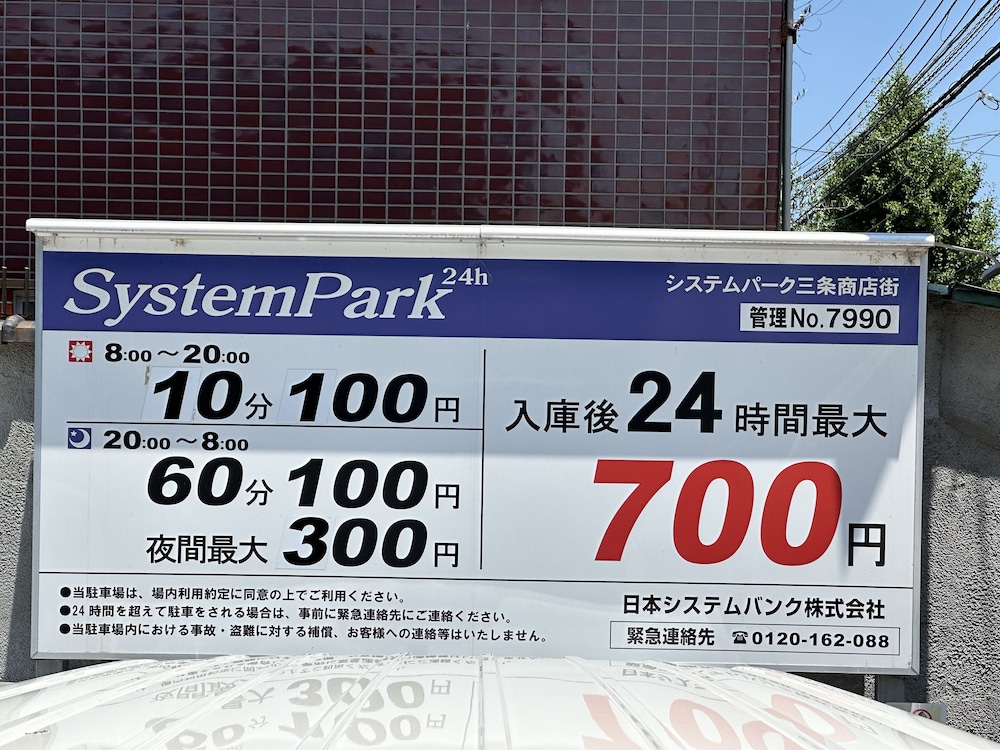 SystemPark 24h
システムパーク三条商店街
管理No.7990
8:00～20:00
10分 100円
20:00～8:00
60分 100円
夜間最大 300円
入庫後 24 時間最大
700円
●当駐車場は、場内利用約定に同意の上でご利用ください。
●24時間を超えて駐車をされる場合は、事前に緊急連絡先にご連絡ください。
●当駐車場内における事故・盗難に対する補償、お客様への連絡等はいたしません。
日本システムバンク株式会社
緊急連絡先 ☎0120-162-088